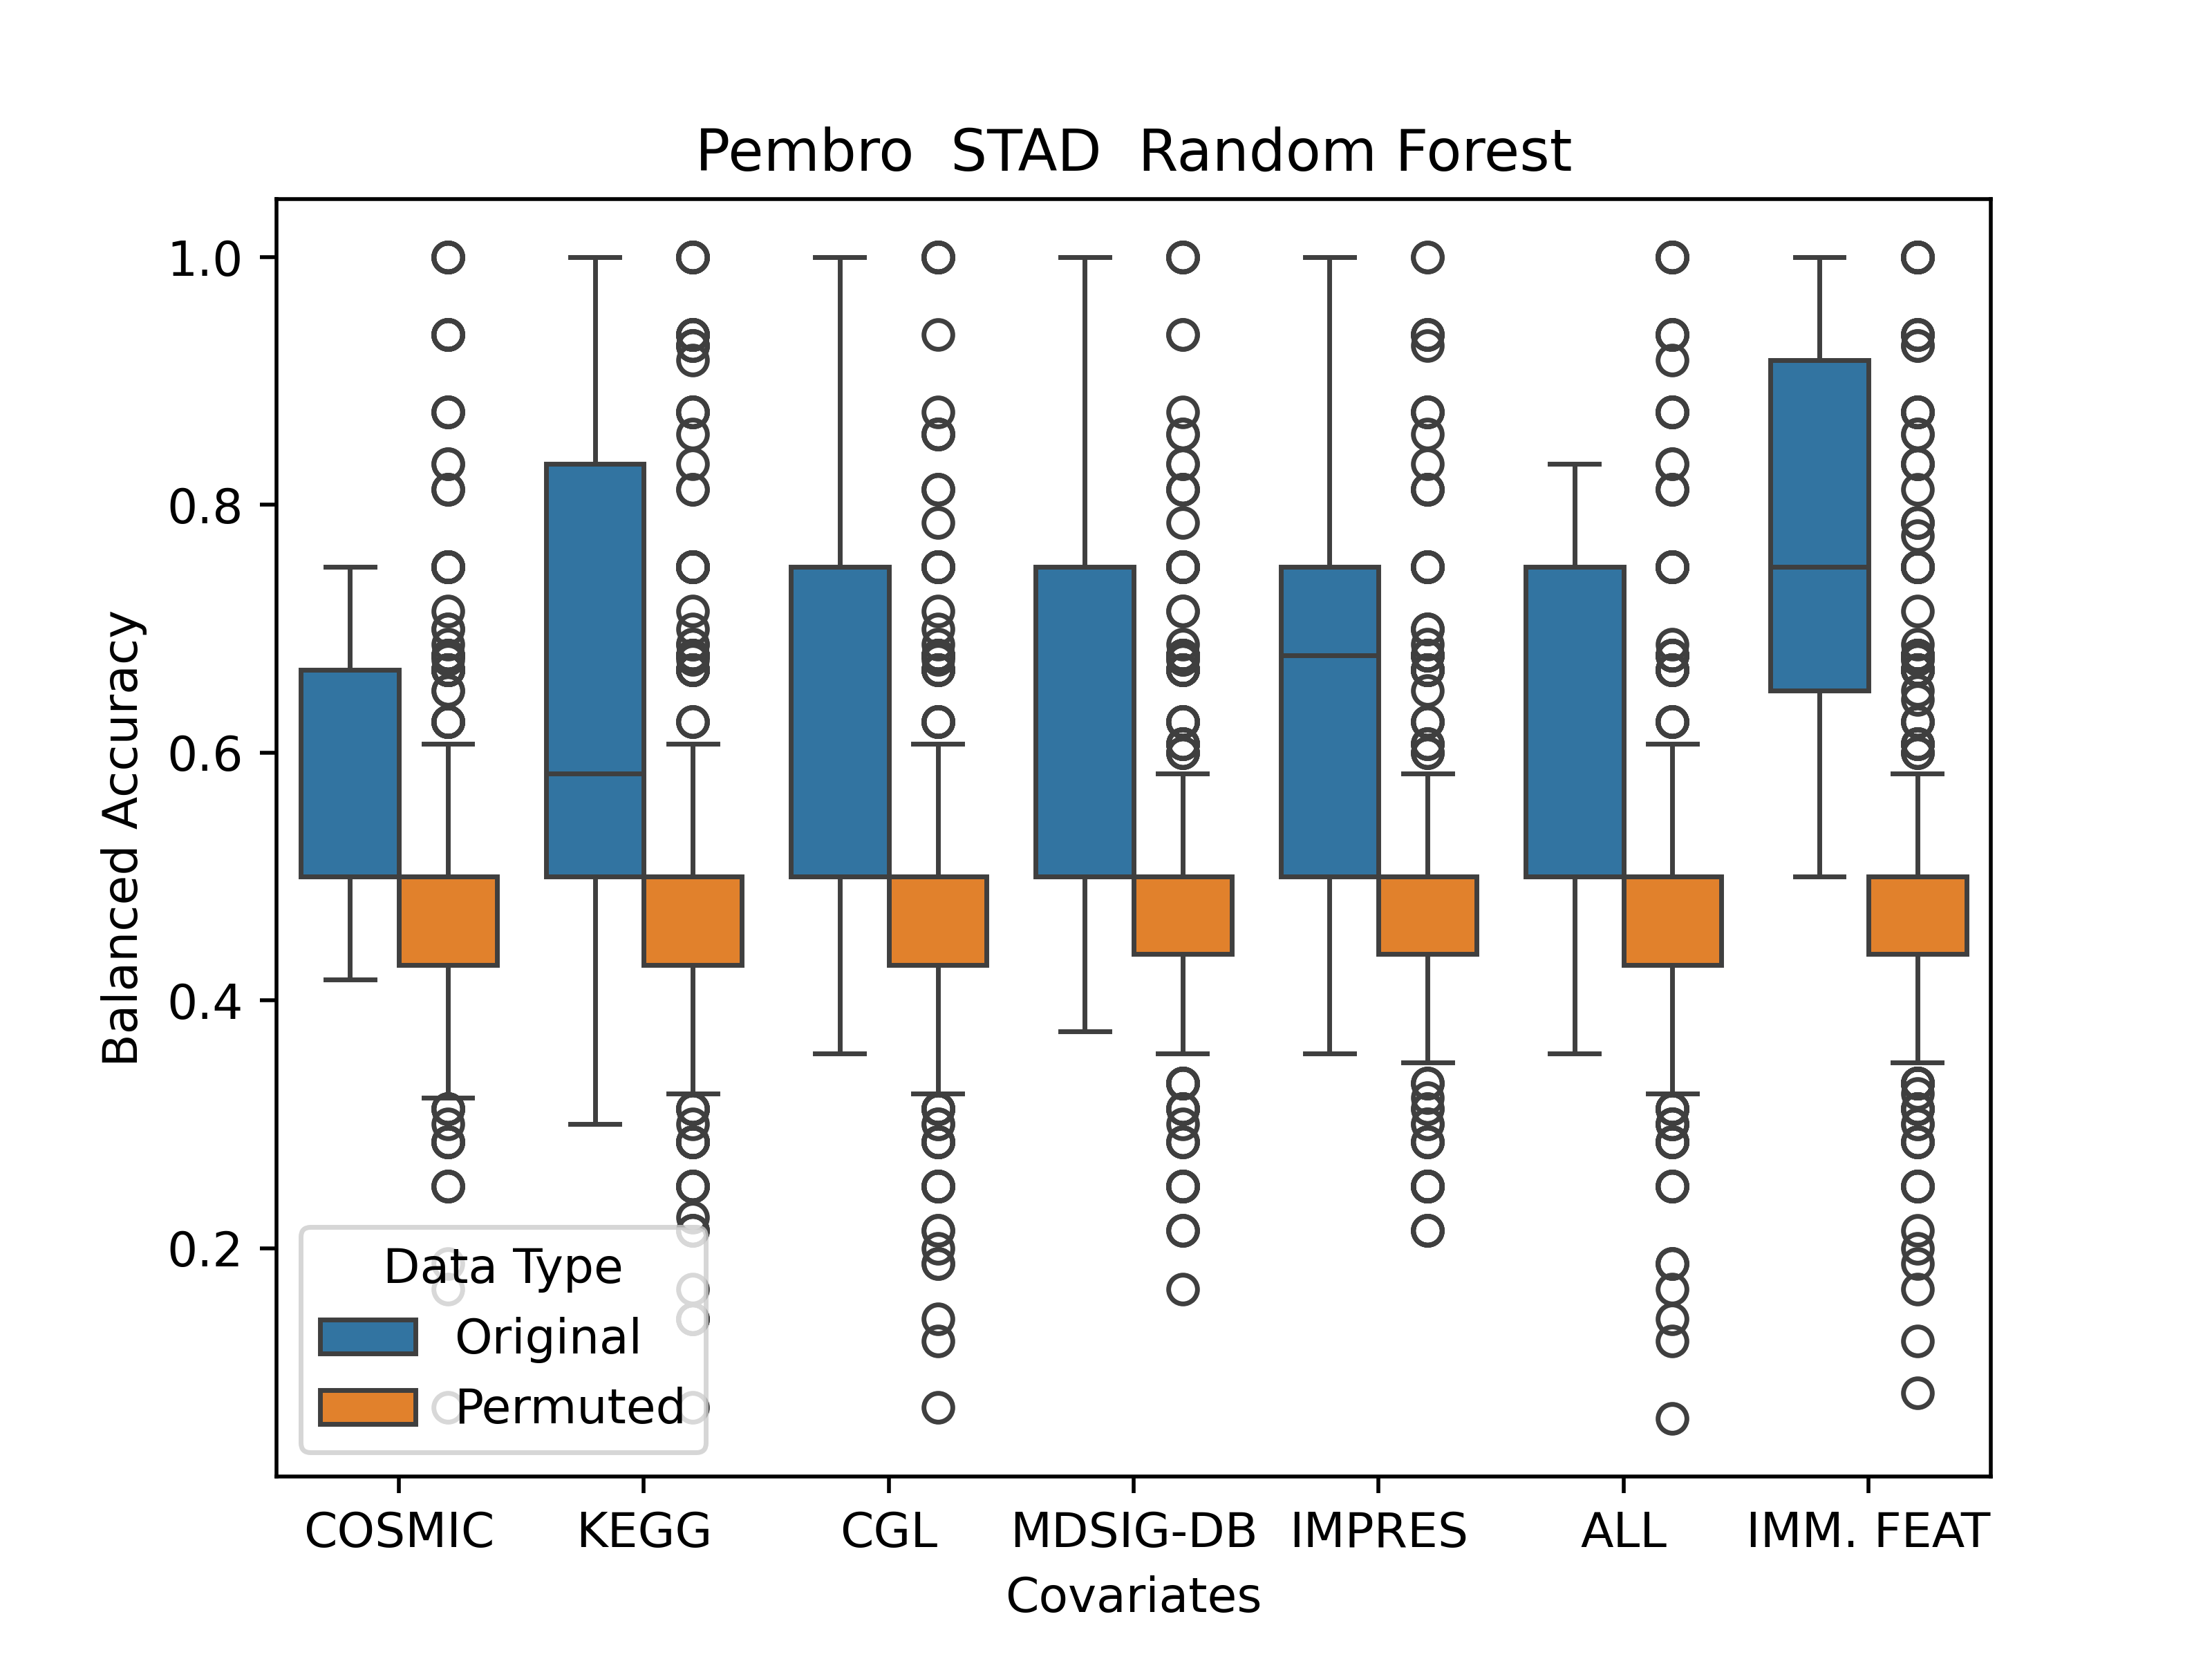 Pembro STAD Random Forest
Balanced Accuracy
1.0
0.8
0.6
0.4
0.2
Data Type
Original
Permuted
COSMIC KEGG CGL MDSIG-DB IMPRES ALL IMM. FEAT
Covariates